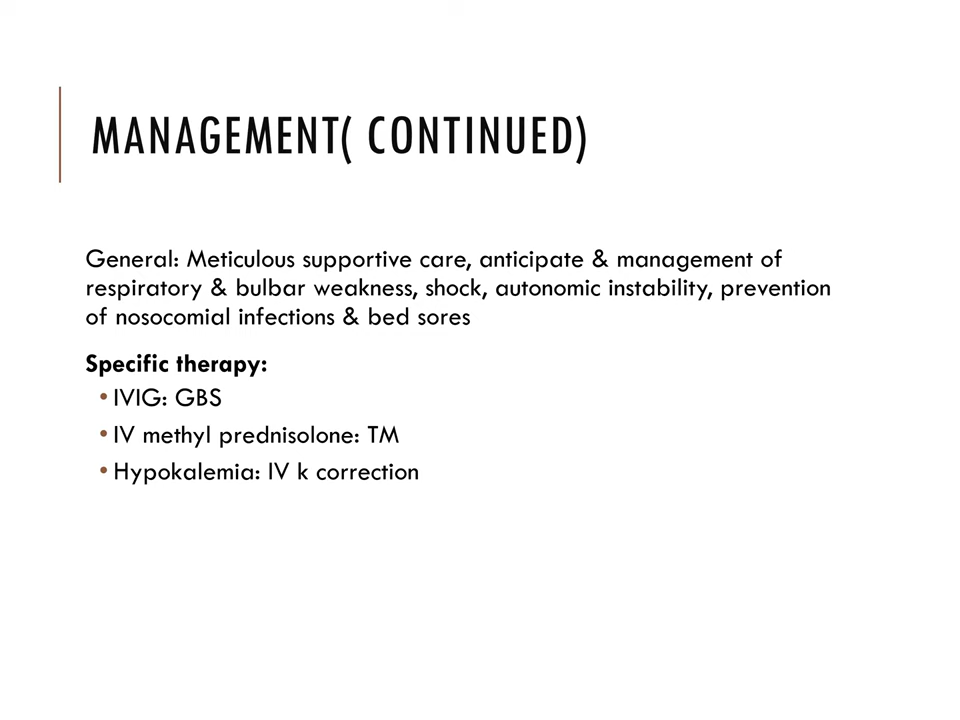 MANAGEMENT( CONTINUED)
General: Meticulous supportive care, anticipate & management of
respiratory & bulbar weakness, shock, autonomic instability, prevention
of nosocomial infections & bed sores
Specific therapy:
• IVIG: GBS
• IV methyl prednisolone: TM
• Hypokalemia: IV k correction